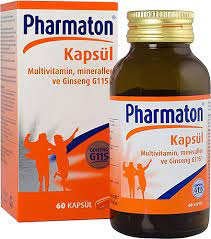 Pharmaton
Kapsül
Multivitamin, mineraller
ve Ginseng G115
GINSENG
G115
60 KAPSÜL
Pharmaton
Kapsül
Multivitamin, mineraller
ve Ginseng G115
G115
60 KAPSÜL